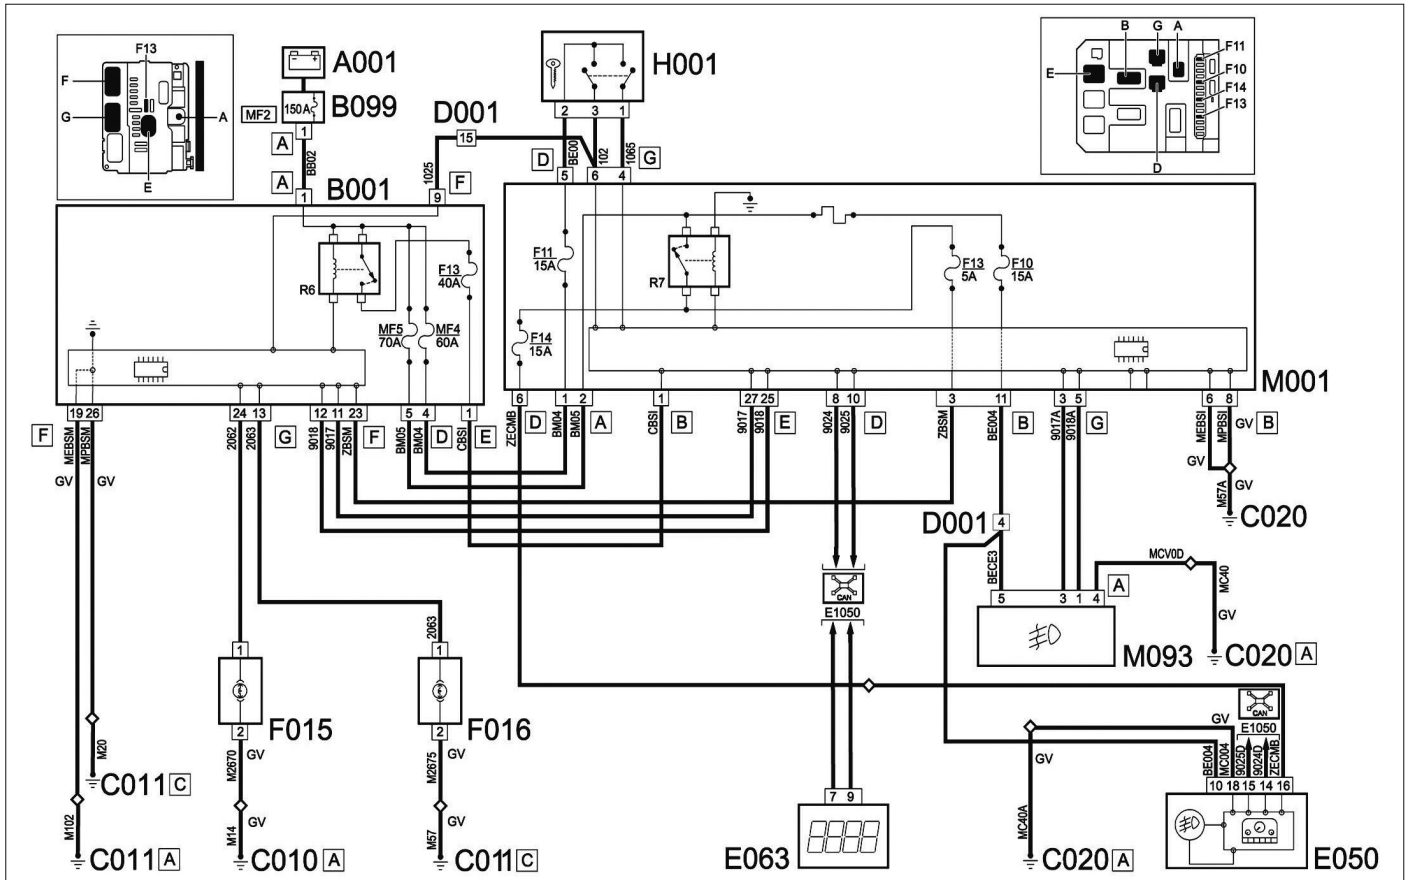 F13
F
G
A
E
A001
MF2
150A
B099
1
A
BB02
A
1
B001
D001
15
1025
F
9
H001
2 3 1
D
BE00
102
1065
G
5 6 4
B G A
E
F11
F10
F14
F13
D
R6
F13
40A
MF5
70A
MF4
60A
F11
15A
R7
F13
5A
F10
15A
F14
15A
M001
19 26
24 13
12 11 23
5 4
1
6
1 2
1
27 25
8 10
3
11
3 5
6 8
F
MEBSM
MPBSM
2062
2063
G
9018
9017
ZBSM
F
BM05
BM04
D
CBSI
E
ZECMB
D
BM04
BM05
A
CBSI
B
9017
9018
E
9024
9025
D
ZBSM
BE004
B
9017A
9018A
G
MEBSI
MPBSI
GV
B
GV GV
GV
GV
M57A
C020
D001
4
BECE3
MCV0D
MC40
GV
A
5 3 1 4
M093
C020 A
CAN
E1050
2063
1
1
F015
F016
2
2
GV
GV
M2670
M2675
M20
C011 C
M102
C011 A
GV
M14
C010 A
GV
M57
C011 C
7 9
E063
GV
MC40A
C020 A
CAN
E1050
GV
BE004
MC004
9025D
9024D
ZECMB
10 18 15 14 16
E050